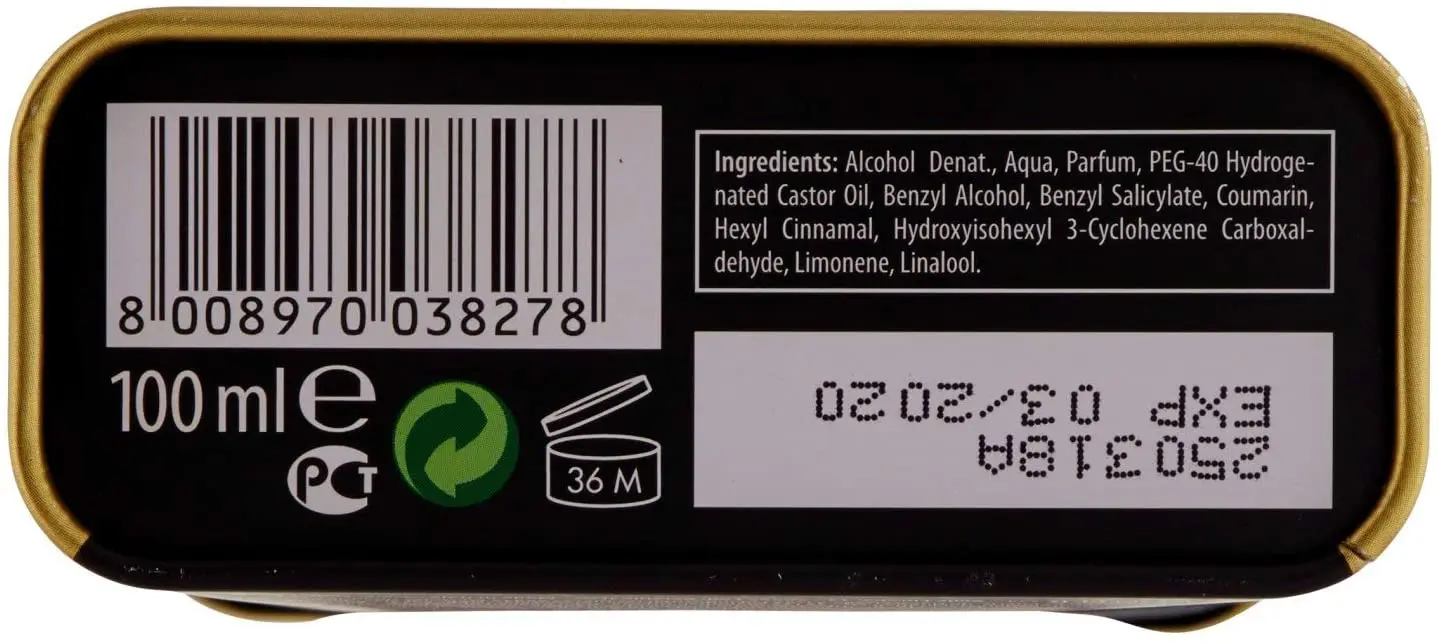 8 008970 038278
100 ml e
PCT
36 M
Ingredients: Alcohol Denat., Aqua, Parfum, PEG-40 Hydroge-
nated Castor Oil, Benzyl Alcohol, Benzyl Salicylate, Coumarin,
Hexyl Cinnamal, Hydroxyisohexyl 3-Cyclohexene Carboxal-
dehyde, Limonene, Linalool.
250318A
EXP 03/2020